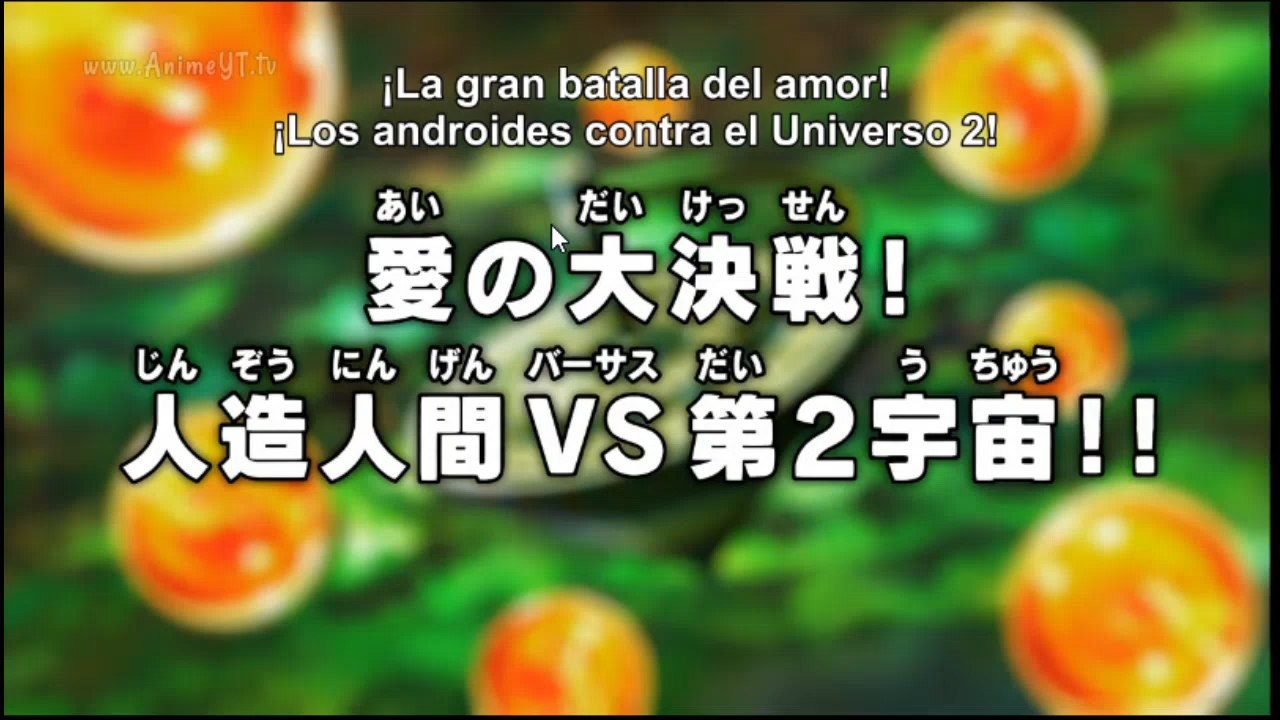 www.AnimeYT.tv
¡La gran batalla del amor!
¡Los androides contra el Universo 2!
あい だい けっ せん
愛の大決戦！
じん ぞう にん げん バーサス だい う ちゅう
人造人間VS第2宇宙！！